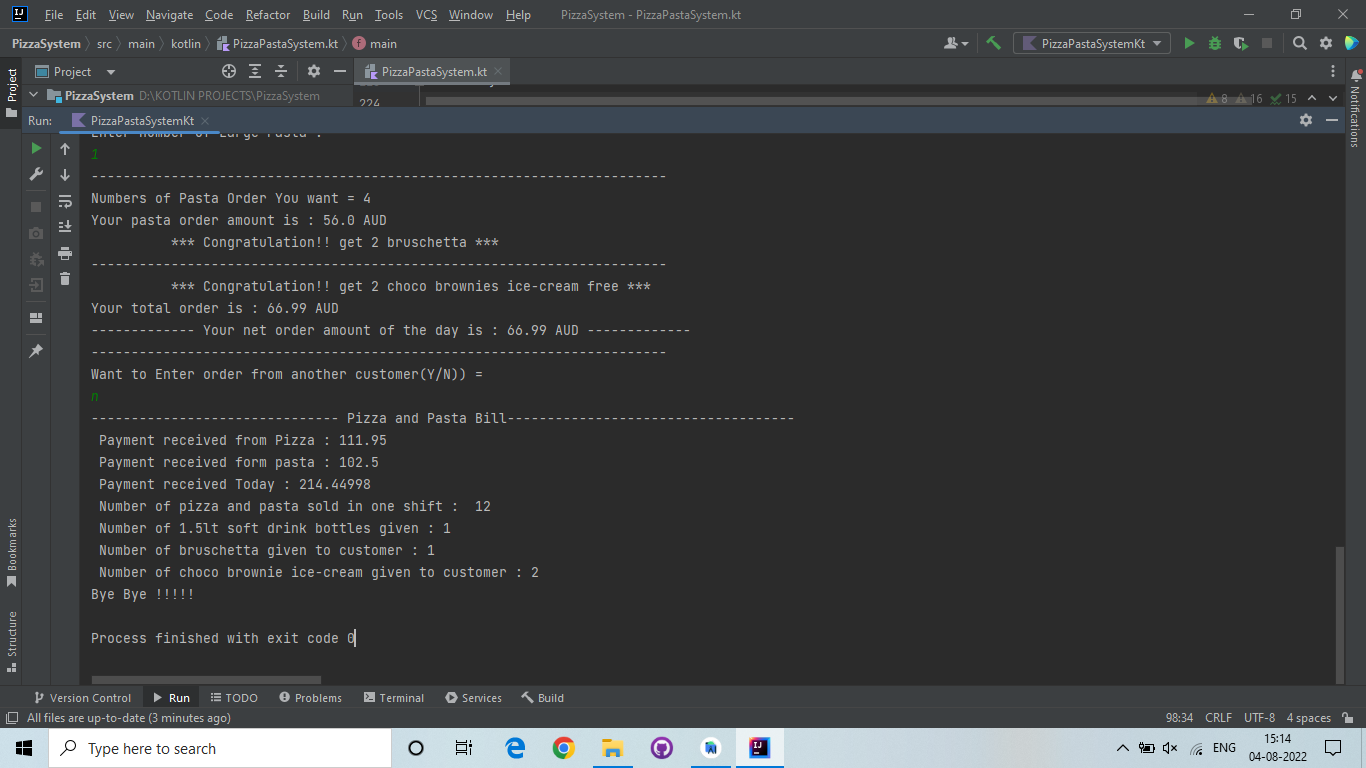 File Edit View Navigate Code Refactor Build Run Tools VCS Window Help PizzaSystem - PizzaPastaSystem.kt
PizzaSystem src main kotlin PizzaPastaSystem.kt main PizzaPastaSystemKt
Project PizzaPastaSystem.kt
PizzaSystem D:\KOTLIN PROJECTS\PizzaSystem 224 8 16 15
Run: PizzaPastaSystemKt
Enter number of Large Pasta :
1
------------------------------------------------------------------------
Numbers of Pasta Order You want = 4
Your pasta order amount is : 56.0 AUD
*** Congratulation!! get 2 bruschetta ***
------------------------------------------------------------------------
*** Congratulation!! get 2 choco brownies ice-cream free ***
Your total order is : 66.99 AUD
------------- Your net order amount of the day is : 66.99 AUD -------------
------------------------------------------------------------------------
Want to Enter order from another customer(Y/N)) =
n
------------------------------- Pizza and Pasta Bill------------------------------------
Payment received from Pizza : 111.95
Payment received form pasta : 102.5
Payment received Today : 214.44998
Number of pizza and pasta sold in one shift :  12
Number of 1.5lt soft drink bottles given : 1
Number of bruschetta given to customer : 1
Number of choco brownie ice-cream given to customer : 2
Bye Bye !!!!!
Process finished with exit code 0
Project
Bookmarks
Structure
Notifications
Version Control Run TODO Problems Terminal Services Build
All files are up-to-date (3 minutes ago) 98:34 CRLF UTF-8 4 spaces
Type here to search ENG 15:14
04-08-2022